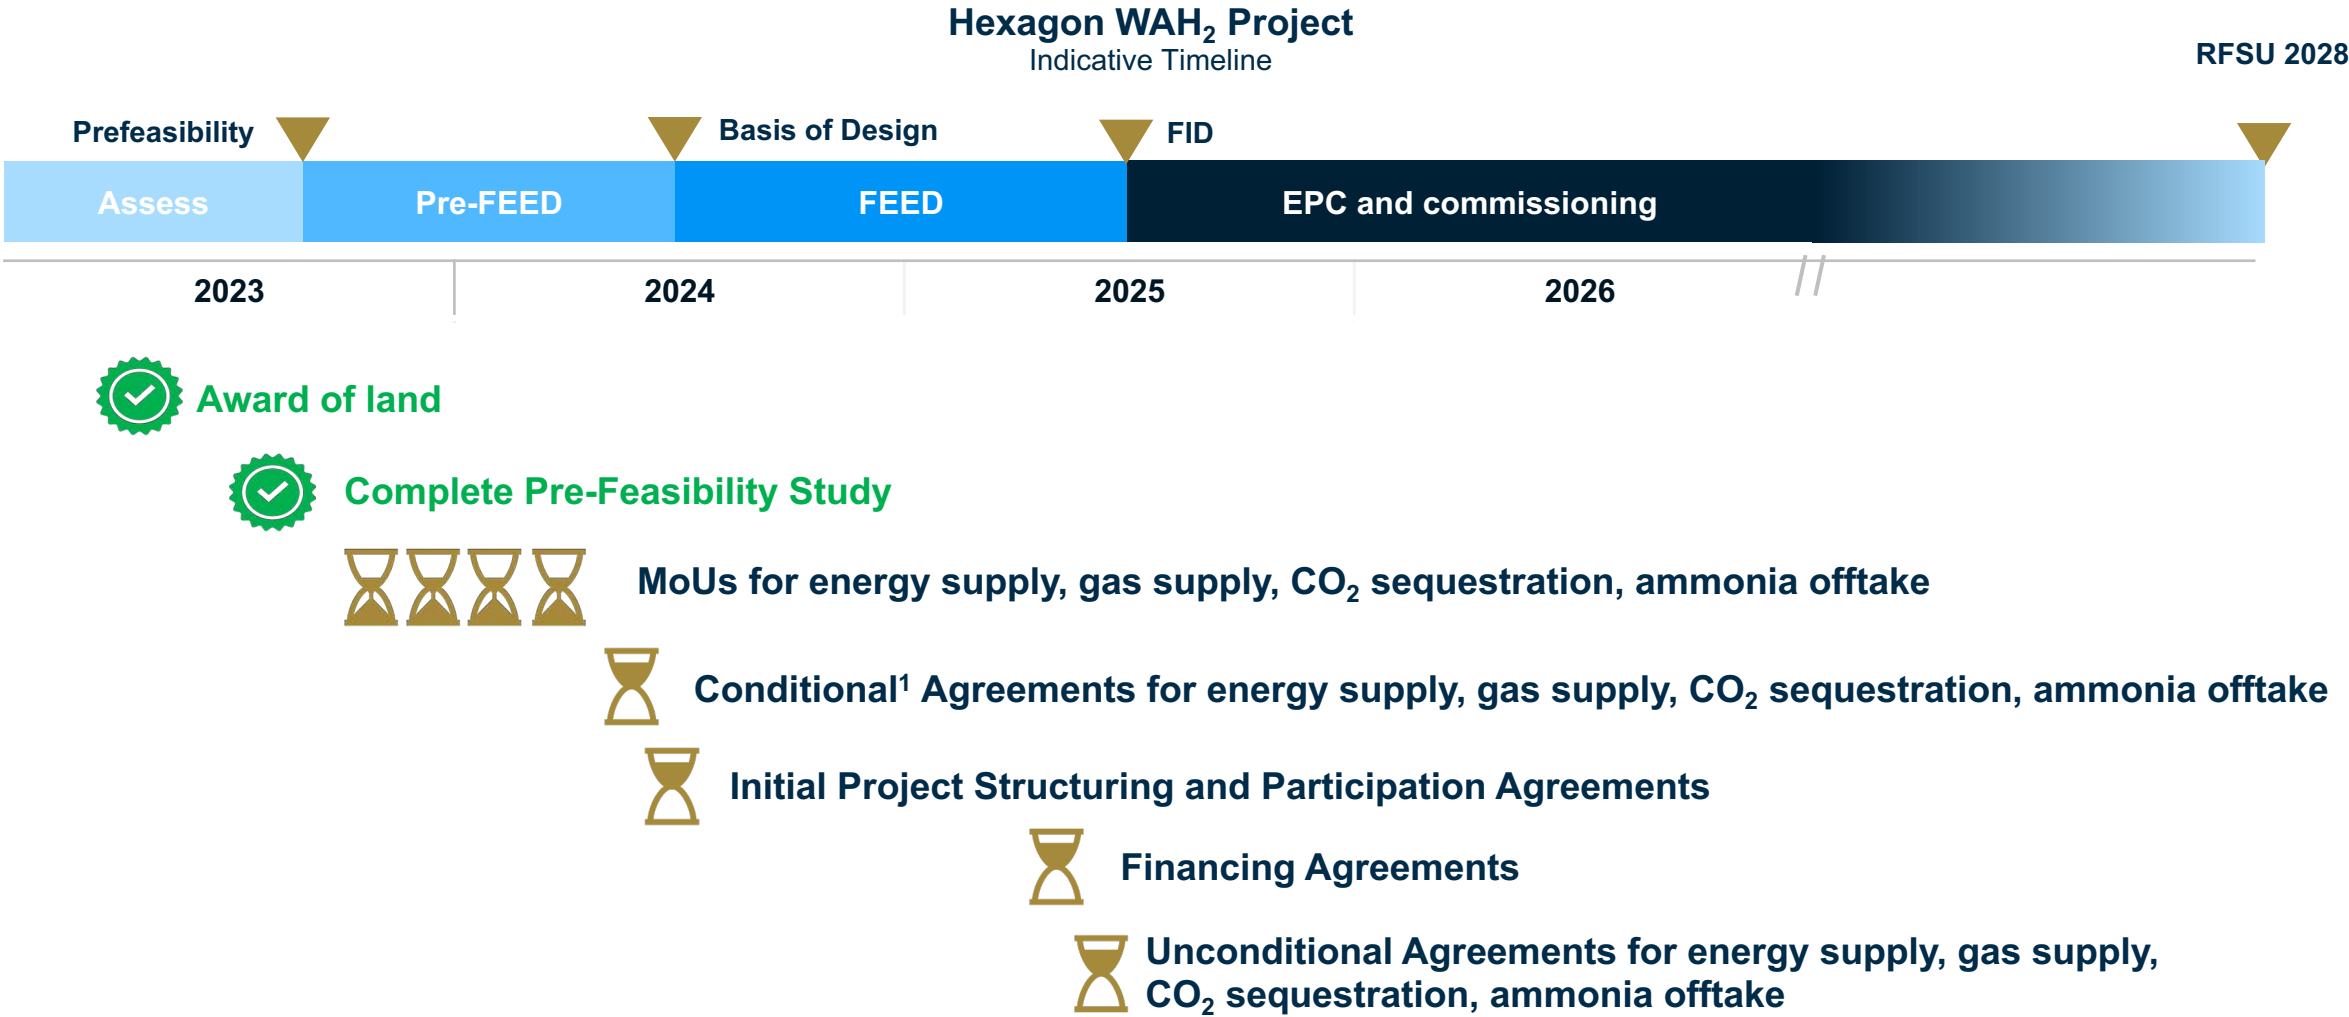 Hexagon WAH₂ Project
Indicative Timeline
RFSU 2028
Prefeasibility
Basis of Design
FID
Assess
Pre-FEED
FEED
EPC and commissioning
2023
2024
2025
2026
Award of land
Complete Pre-Feasibility Study
MoUs for energy supply, gas supply, CO₂ sequestration, ammonia offtake
Conditional¹ Agreements for energy supply, gas supply, CO₂ sequestration, ammonia offtake
Initial Project Structuring and Participation Agreements
Financing Agreements
Unconditional Agreements for energy supply, gas supply,
CO₂ sequestration, ammonia offtake